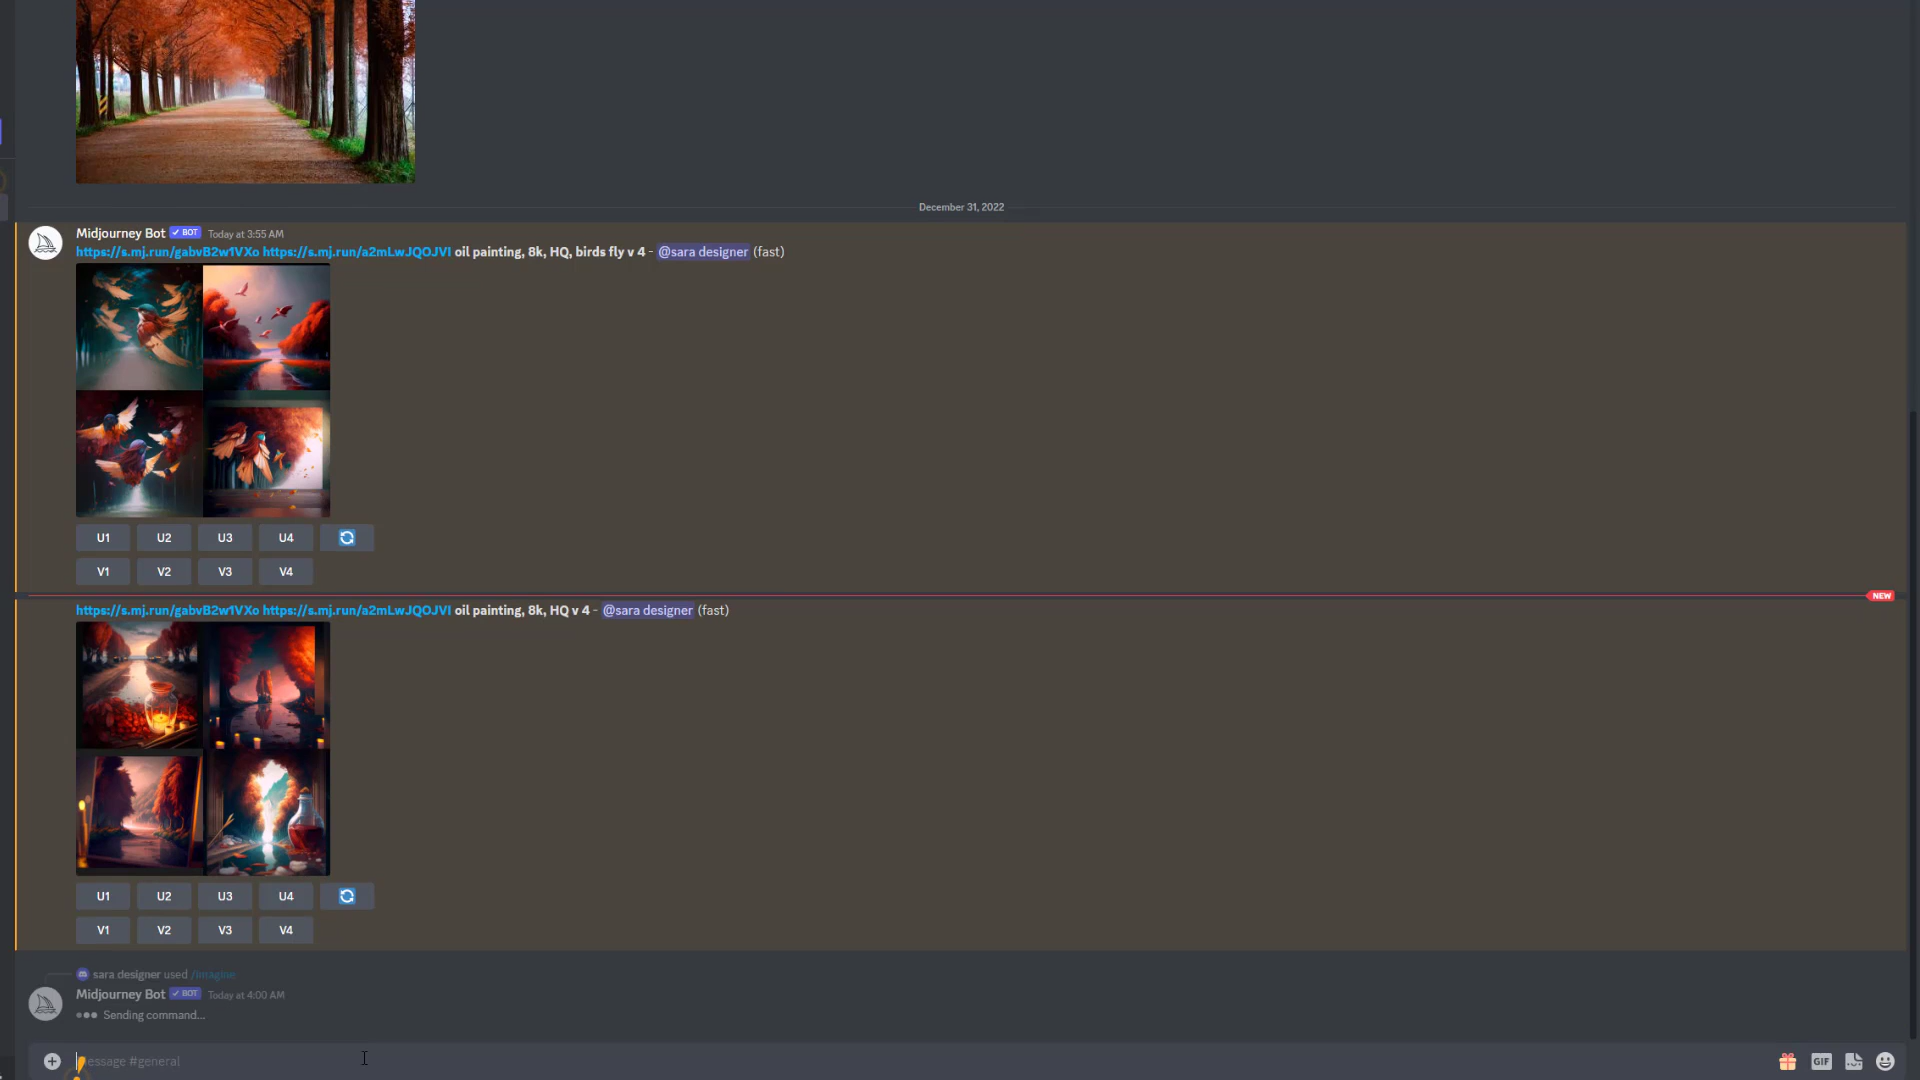 December 31, 2022
Midjourney Bot ✓ BOT Today at 3:55 AM
https://s.mj.run/gabvB2w1VXo https://s.mj.run/a2mLwJQOJVI oil painting, 8k, HQ, birds fly v 4 - @sara designer (fast)
U1 U2 U3 U4
V1 V2 V3 V4
NEW
https://s.mj.run/gabvB2w1VXo https://s.mj.run/a2mLwJQOJVI oil painting, 8k, HQ v 4 - @sara designer (fast)
U1 U2 U3 U4
V1 V2 V3 V4
sara designer used /imagine
Midjourney Bot ✓ BOT Today at 4:00 AM
Sending command...
Message #general
GIF